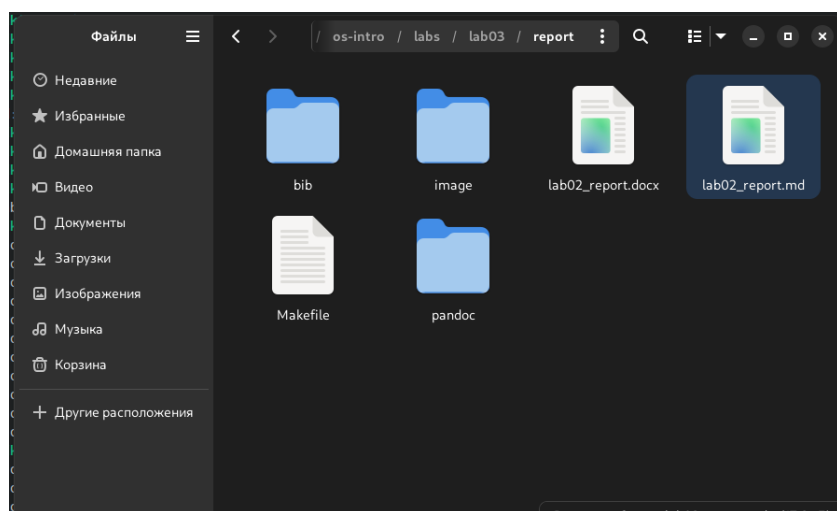 Файлы
/ os-intro / labs / lab03 / report
Недавние
Избранные
Домашняя папка
Видео
Документы
Загрузки
Изображения
Музыка
Корзина
Другие расположения
bib
image
lab02_report.docx
lab02_report.md
Makefile
pandoc